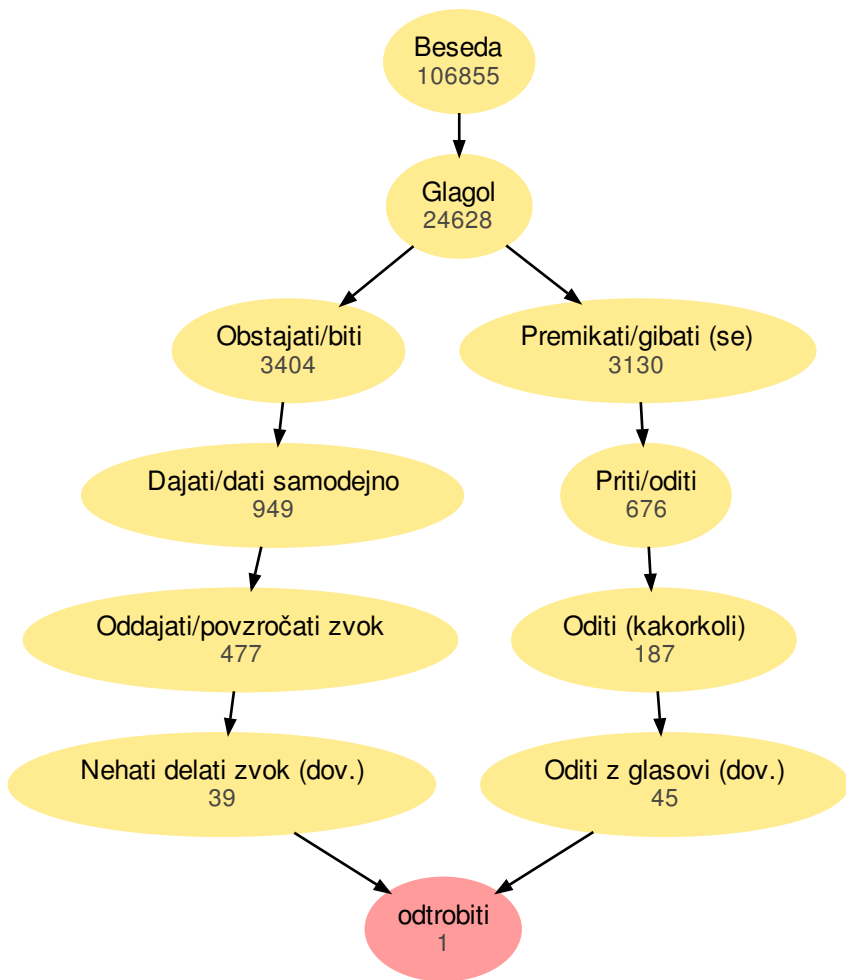 Beseda
106855
Glagol
24628
Obstajati/biti
3404
Premikati/gibati (se)
3130
Dajati/dati samodejno
949
Priti/oditi
676
Oddajati/povzročati zvok
477
Oditi (kakorkoli)
187
Nehati delati zvok (dov.)
39
Oditi z glasovi (dov.)
45
odtrobiti
1